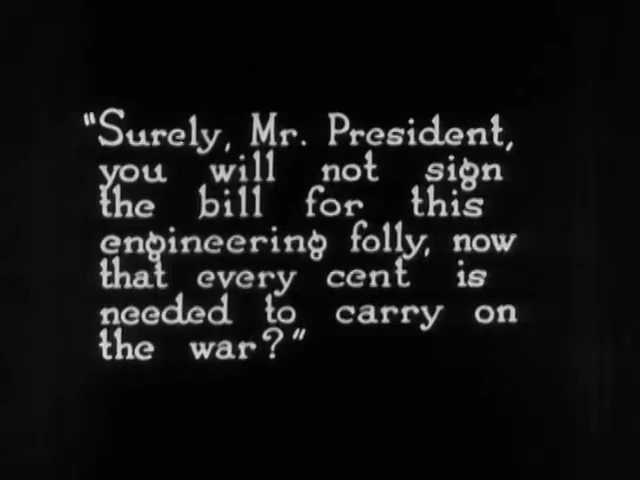 "Surely, Mr. President,
you will not sign
the bill for this
engineering folly, now
that every cent is
needed to carry on
the war?"